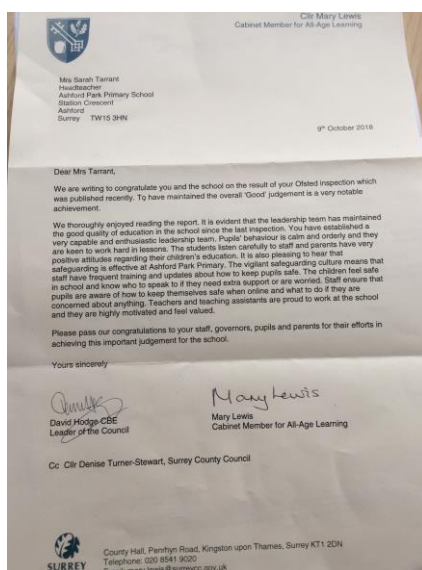 Cllr Mary Lewis
Cabinet Member for All-Age Learning
Mrs Sarah Tarrant
Headteacher
Ashford Park Primary School
Station Crescent
Ashford
Surrey TW15 3HN
9th October 2018
Dear Mrs Tarrant,
We are writing to congratulate you and the school on the result of your Ofsted inspection which
was published recently. To have maintained the overall 'Good' judgement is a very notable
achievement.
We thoroughly enjoyed reading the report. It is evident that the leadership team has maintained
the good quality of education in the school since the last inspection. You have established a
very capable and enthusiastic leadership team. Pupils' behaviour is calm and orderly and they
are keen to work hard in lessons. The students listen carefully to staff and parents have very
positive attitudes regarding their children's education. It is also pleasing to hear that
safeguarding is effective at Ashford Park Primary. The vigilant safeguarding culture means that
staff have frequent training and updates about how to keep pupils safe. The children feel safe
in school and know who to speak to if they need extra support or are worried. Staff ensure that
pupils are aware of how to keep themselves safe when online and what to do if they are
concerned about anything. Teachers and teaching assistants are proud to work at the school
and they are highly motivated and feel valued.
Please pass our congratulations to your staff, governors, pupils and parents for their efforts in
achieving this important judgement for the school.
Yours sincerely
Mary Lewis
David Hodge CBE
Leader of the Council
Mary Lewis
Cabinet Member for All-Age Learning
Cc Cllr Denise Turner-Stewart, Surrey County Council
SURREY
County Hall, Penrhyn Road, Kingston upon Thames, Surrey KT1 2DN
Telephone: 020 8541 9020